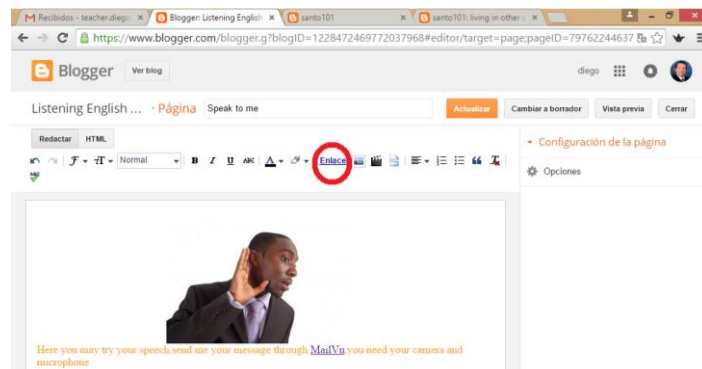 Recibidos - teacher.diego
Blogger: Listening English
santo101
santo101: living in other c
https://www.blogger.com/blogger.g?blogID=1228472469772037968#editor/target=page;pageID=79762244637
Blogger
Ver blog
diego
Listening English ... · Página
Speak to me
Actualizar
Cambiar a borrador
Vista previa
Cerrar
Redactar
HTML
Configuración de la página
Normal
B I U ABC A
Enlace
Opciones
ABC
Here you may try your speech,send me your message through MailVu,you need your camera and
microphone